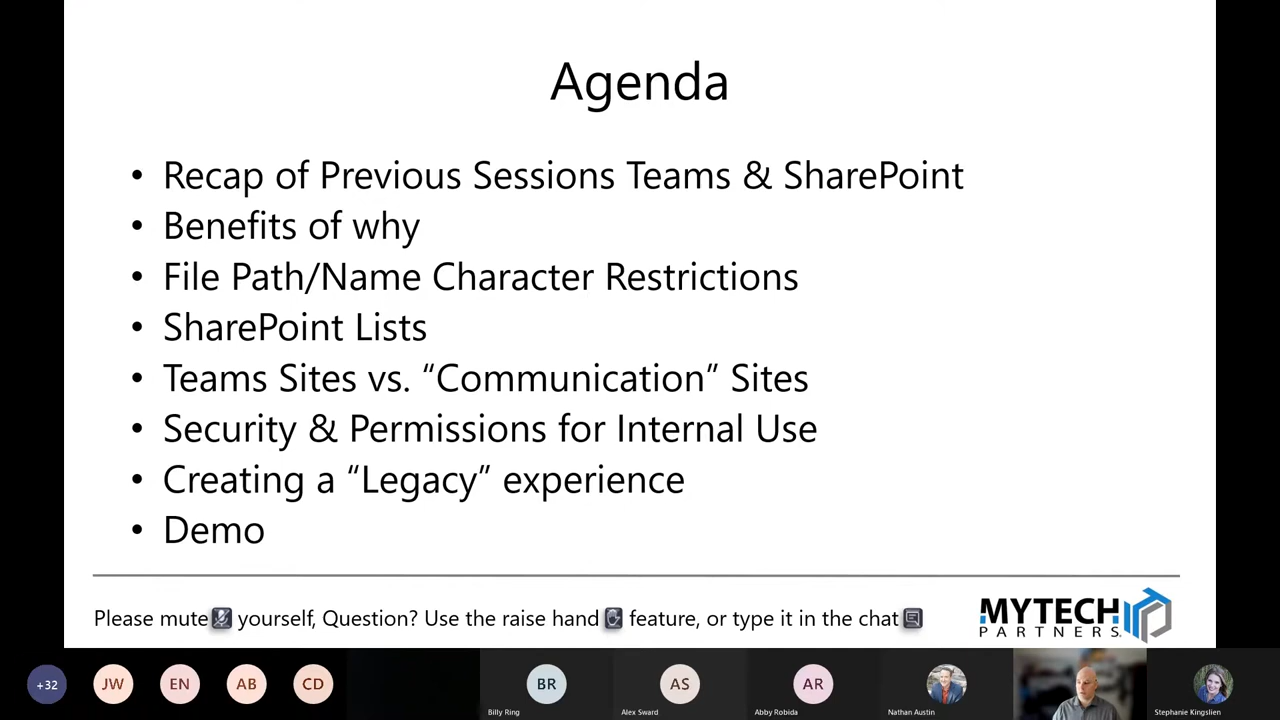 Agenda
• Recap of Previous Sessions Teams & SharePoint
• Benefits of why
• File Path/Name Character Restrictions
• SharePoint Lists
• Teams Sites vs. “Communication” Sites
• Security & Permissions for Internal Use
• Creating a “Legacy” experience
• Demo
Please mute yourself, Question? Use the raise hand feature, or type it in the chat
MYTECH
PARTNERS
+32 JW EN AB CD BR AS AR
Billy Ring Alex Sward Abby Robida Nathan Austin Stephanie Kingslien